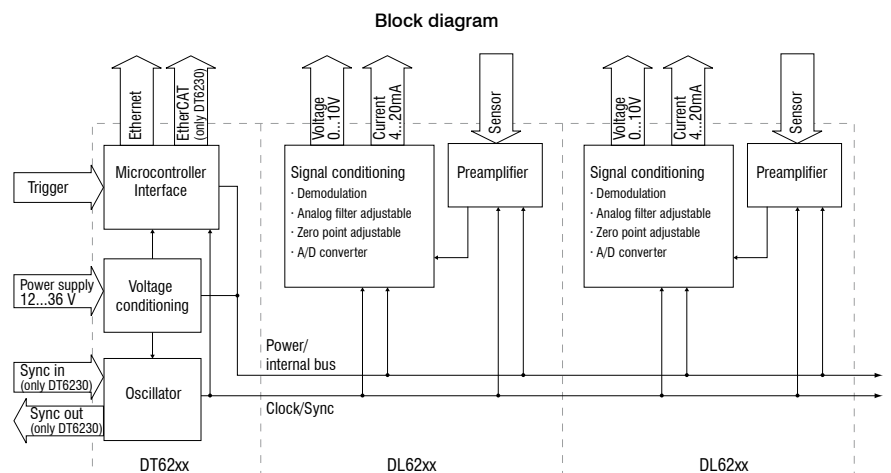 Block diagram
Ethernet
EtherCAT
(only DT6230)
Voltage
0...10V
Current
4...20mA
Sensor
Voltage
0...10V
Current
4...20mA
Sensor
Trigger
Microcontroller
Interface
Signal conditioning
· Demodulation
· Analog filter adjustable
· Zero point adjustable
· A/D converter
Preamplifier
Signal conditioning
· Demodulation
· Analog filter adjustable
· Zero point adjustable
· A/D converter
Preamplifier
Power supply
12...36 V
Voltage
conditioning
Power/
internal bus
Sync in
(only DT6230)
Oscillator
Clock/Sync
Sync out
(only DT6230)
DT62xx
DL62xx
DL62xx